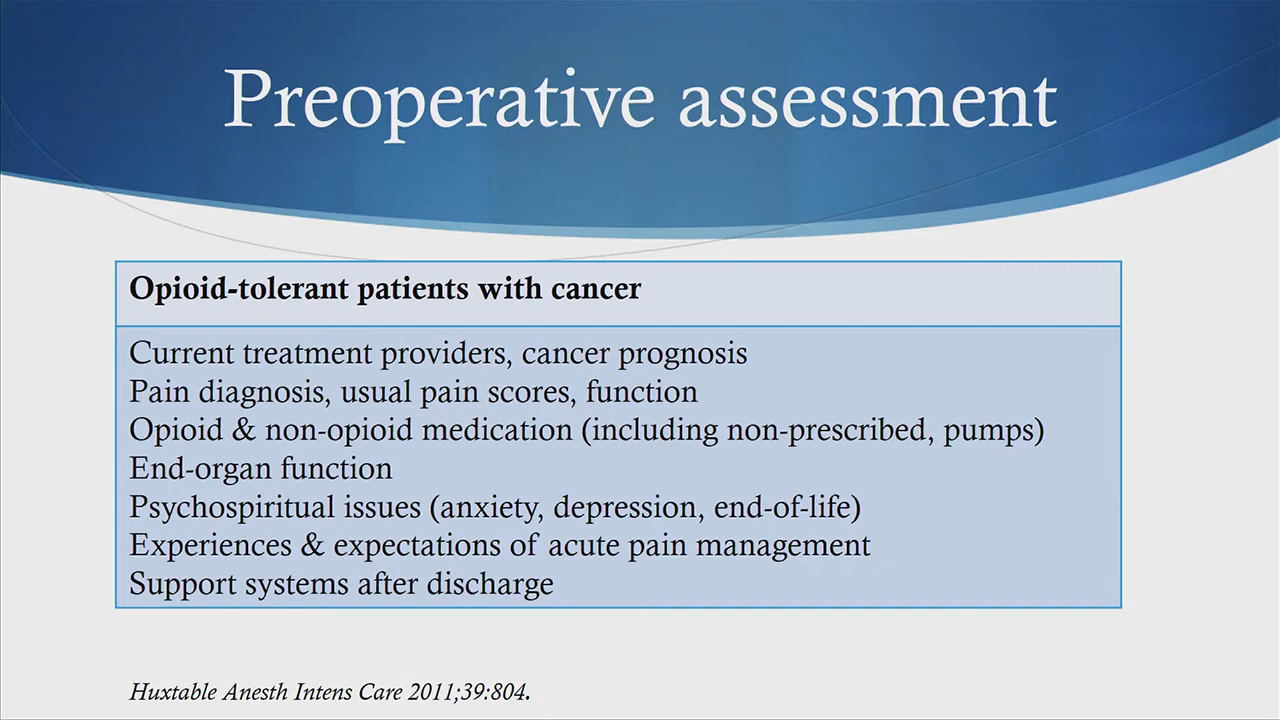 Preoperative assessment
Opioid-tolerant patients with cancer
Current treatment providers, cancer prognosis
Pain diagnosis, usual pain scores, function
Opioid & non-opioid medication (including non-prescribed, pumps)
End-organ function
Psychospiritual issues (anxiety, depression, end-of-life)
Experiences & expectations of acute pain management
Support systems after discharge
Huxtable Anesth Intens Care 2011;39:804.